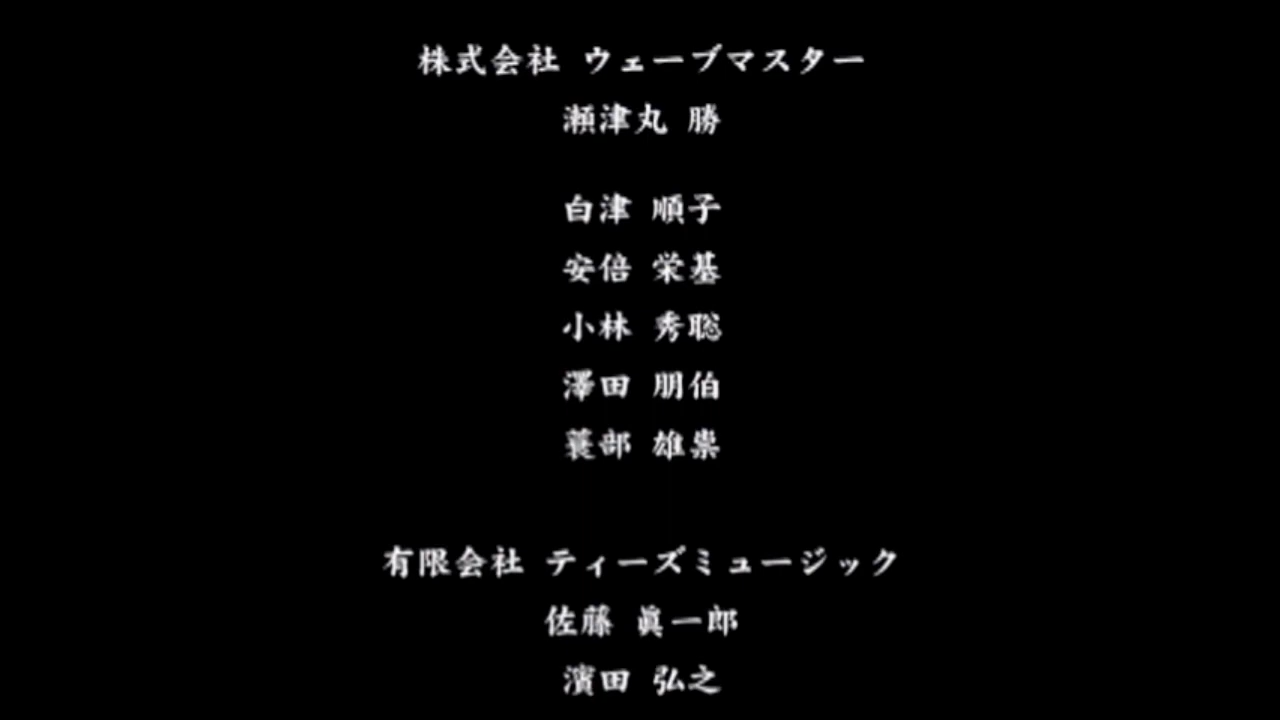 株式会社 ウェーブマスター
瀬津丸 勝
白津 順子
安倍 栄基
小林 秀聡
澤田 朋伯
蓑部 雄崇
有限会社 ティーズミュージック
佐藤 眞一郎
濱田 弘之